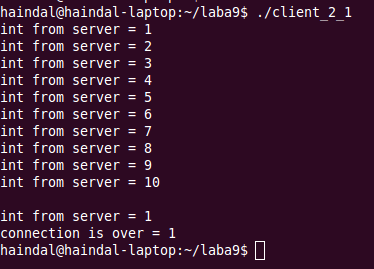 haindal@haindal-laptop:~/laba9$ ./client_2_1
int from server = 1
int from server = 2
int from server = 3
int from server = 4
int from server = 5
int from server = 6
int from server = 7
int from server = 8
int from server = 9
int from server = 10
int from server = 1
connection is over = 1
haindal@haindal-laptop:~/laba9$